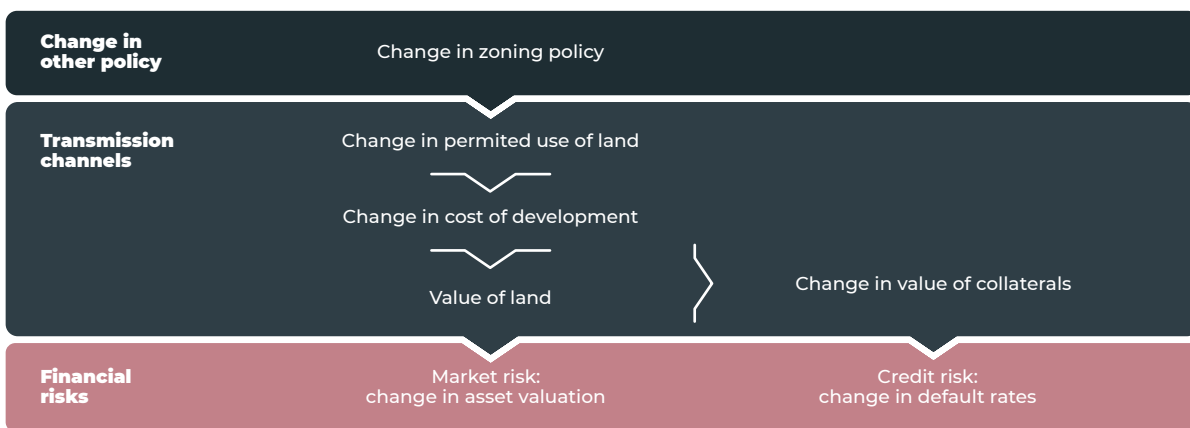 Change in
other policy
Change in zoning policy
Transmission
channels
Change in permited use of land
Change in cost of development
Value of land
Change in value of collaterals
Financial
risks
Market risk:
change in asset valuation
Credit risk:
change in default rates